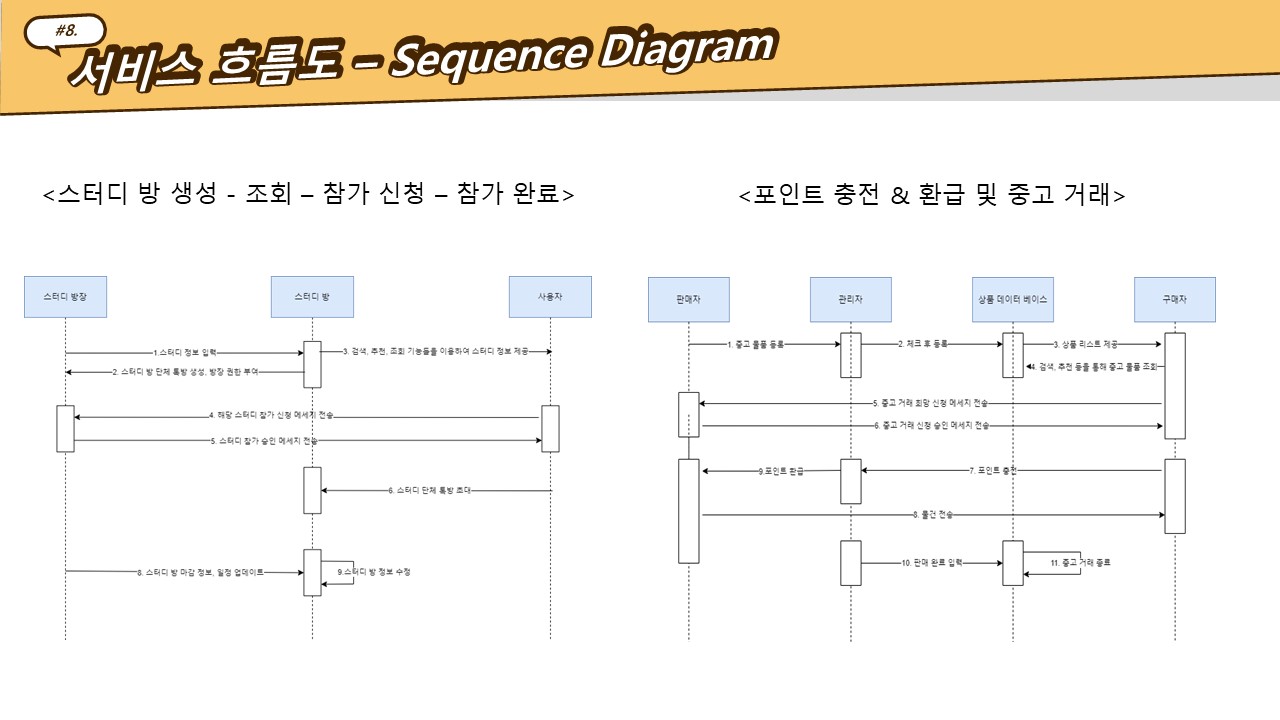 #8.
서비스 흐름도 – Sequence Diagram
<스터디 방 생성 - 조회 – 참가 신청 – 참가 완료>
스터디 방장
스터디 방
사용자
1.스터디 정보 입력
3. 검색, 추천, 조회 기능들을 이용하여 스터디 정보 제공
2. 스터디 방 단체 톡방 생성, 방장 권한 부여
4. 해당 스터디 참가 신청 메세지 전송
5. 스터디 참가 승인 메세지 전송
6. 스터디 단체 톡방 초대
8. 스터디 방 마감 정보, 일정 업데이트
9.스터디 방 정보 수정
<포인트 충전 & 환급 및 중고 거래>
판매자
관리자
상품 데이터 베이스
구매자
1. 중고 물품 등록
2. 체크 후 등록
3. 상품 리스트 제공
4. 검색, 추천 등을 통해 중고 물품 조회
5. 중고 거래 희망 신청 메세지 전송
6. 중고 거래 신청 승인 메세지 전송
9.포인트 환급
7. 포인트 충전
8. 물건 전송
10. 판매 완료 입력
11. 중고 거래 종료